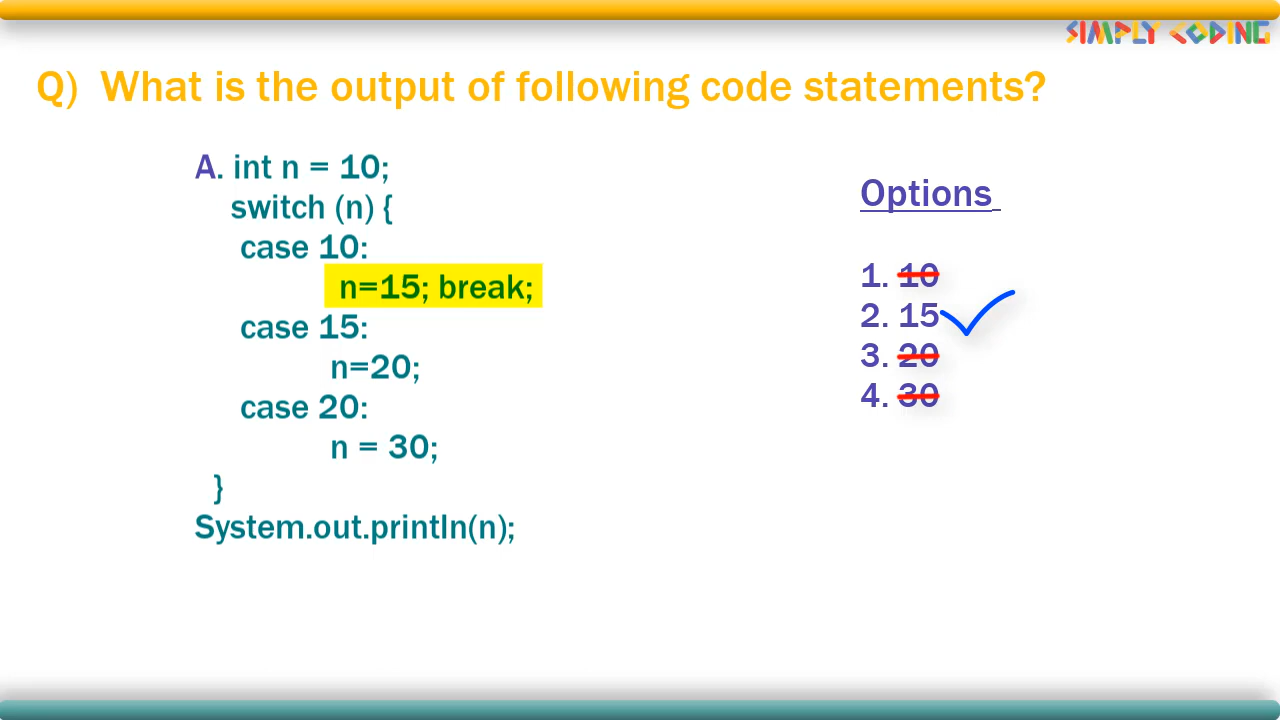 SIMPLY CODING
Q) What is the output of following code statements?
A. int n = 10;
switch (n) {
case 10:
n=15; break;
case 15:
n=20;
case 20:
n = 30;
}
System.out.println(n);
Options
1. 10
2. 15
3. 20
4. 30